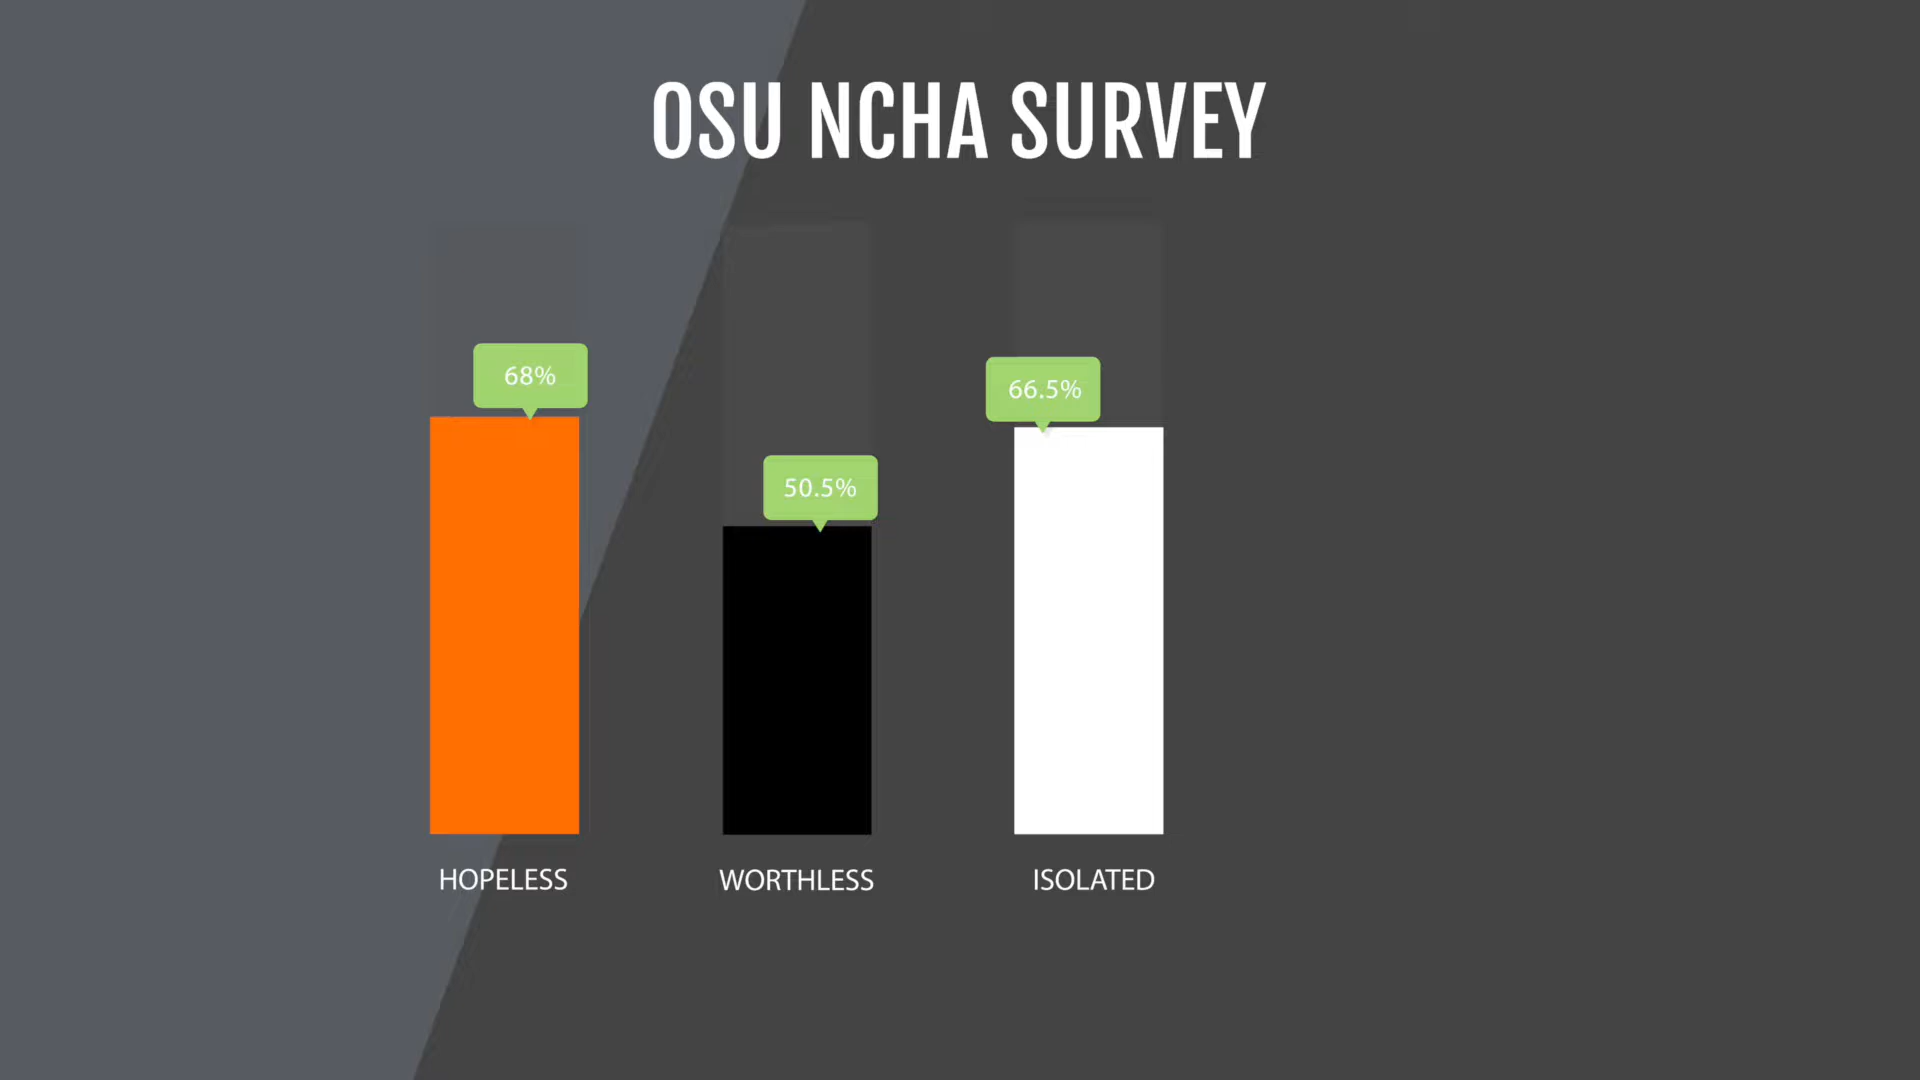 OSU NCHA SURVEY
68%
50.5%
66.5%
HOPELESS
WORTHLESS
ISOLATED